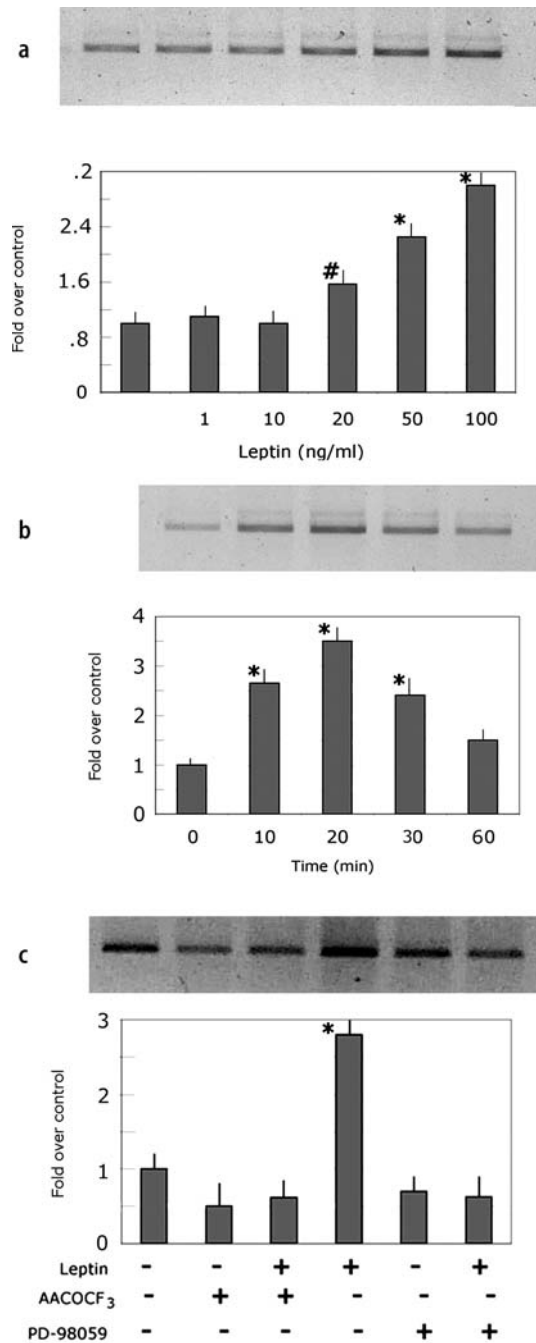 a
Fold over control
.2
2.4
1.6
.8
0
#
*
*
1 10 20 50 100
Leptin (ng/ml)
b
Fold over control
4
3
2
1
0
*
*
*
0 10 20 30 60
Time (min)
c
Fold over control
3
2
1
0
*
Leptin - - + + - +
AACOCF3 - + + - - -
PD-98059 - - - - + +